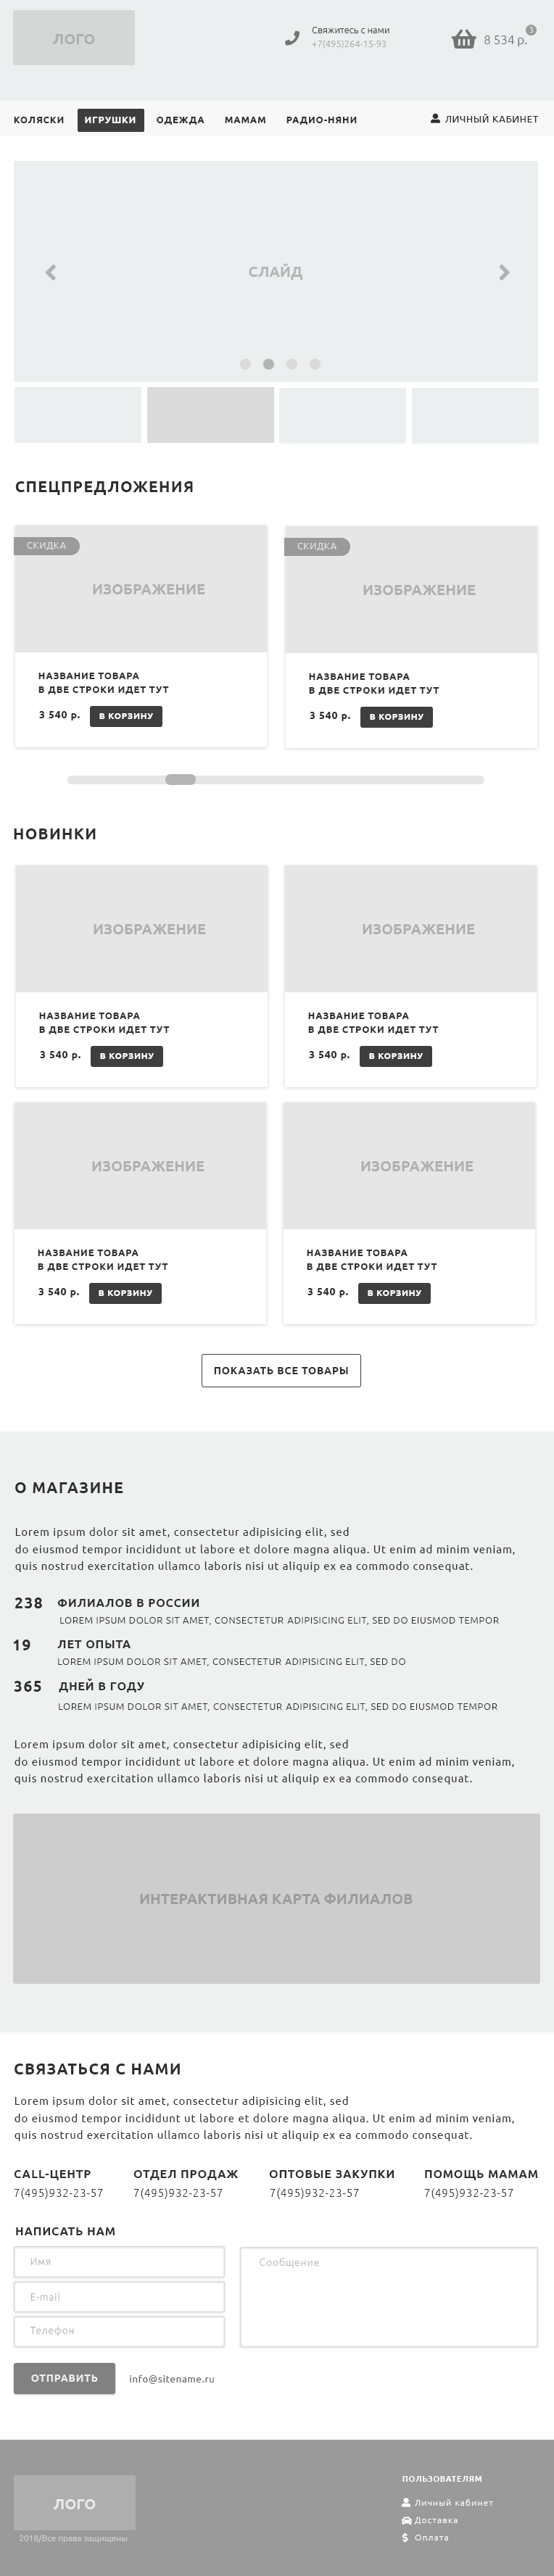 ЛОГО
Свяжитесь с нами
+7(495)264-15-93
3
8 534 р.
КОЛЯСКИ ИГРУШКИ ОДЕЖДА МАМАМ РАДИО-НЯНИ ЛИЧНЫЙ КАБИНЕТ
СЛАЙД
СПЕЦПРЕДЛОЖЕНИЯ
СКИДКА
ИЗОБРАЖЕНИЕ
НАЗВАНИЕ ТОВАРА
В ДВЕ СТРОКИ ИДЕТ ТУТ
3 540 р. В КОРЗИНУ
СКИДКА
ИЗОБРАЖЕНИЕ
НАЗВАНИЕ ТОВАРА
В ДВЕ СТРОКИ ИДЕТ ТУТ
3 540 р. В КОРЗИНУ
НОВИНКИ
ИЗОБРАЖЕНИЕ
НАЗВАНИЕ ТОВАРА
В ДВЕ СТРОКИ ИДЕТ ТУТ
3 540 р. В КОРЗИНУ
ИЗОБРАЖЕНИЕ
НАЗВАНИЕ ТОВАРА
В ДВЕ СТРОКИ ИДЕТ ТУТ
3 540 р. В КОРЗИНУ
ИЗОБРАЖЕНИЕ
НАЗВАНИЕ ТОВАРА
В ДВЕ СТРОКИ ИДЕТ ТУТ
3 540 р. В КОРЗИНУ
ИЗОБРАЖЕНИЕ
НАЗВАНИЕ ТОВАРА
В ДВЕ СТРОКИ ИДЕТ ТУТ
3 540 р. В КОРЗИНУ
ПОКАЗАТЬ ВСЕ ТОВАРЫ
О МАГАЗИНЕ
Lorem ipsum dolor sit amet, consectetur adipisicing elit, sed
do eiusmod tempor incididunt ut labore et dolore magna aliqua. Ut enim ad minim veniam,
quis nostrud exercitation ullamco laboris nisi ut aliquip ex ea commodo consequat.
238 ФИЛИАЛОВ В РОССИИ
LOREM IPSUM DOLOR SIT AMET, CONSECTETUR ADIPISICING ELIT, SED DO EIUSMOD TEMPOR
19 ЛЕТ ОПЫТА
LOREM IPSUM DOLOR SIT AMET, CONSECTETUR ADIPISICING ELIT, SED DO
365 ДНЕЙ В ГОДУ
LOREM IPSUM DOLOR SIT AMET, CONSECTETUR ADIPISICING ELIT, SED DO EIUSMOD TEMPOR
Lorem ipsum dolor sit amet, consectetur adipisicing elit, sed
do eiusmod tempor incididunt ut labore et dolore magna aliqua. Ut enim ad minim veniam,
quis nostrud exercitation ullamco laboris nisi ut aliquip ex ea commodo consequat.
ИНТЕРАКТИВНАЯ КАРТА ФИЛИАЛОВ
СВЯЗАТЬСЯ С НАМИ
Lorem ipsum dolor sit amet, consectetur adipisicing elit, sed
do eiusmod tempor incididunt ut labore et dolore magna aliqua. Ut enim ad minim veniam,
quis nostrud exercitation ullamco laboris nisi ut aliquip ex ea commodo consequat.
CALL-ЦЕНТР ОТДЕЛ ПРОДАЖ ОПТОВЫЕ ЗАКУПКИ ПОМОЩЬ МАМАМ
7(495)932-23-57 7(495)932-23-57 7(495)932-23-57 7(495)932-23-57
НАПИСАТЬ НАМ
Имя
E-mail
Телефон
Сообщение
ОТПРАВИТЬ info@sitename.ru
ЛОГО
2018/Все права защищены
ПОЛЬЗОВАТЕЛЯМ
Личный кабинет
Доставка
Оплата